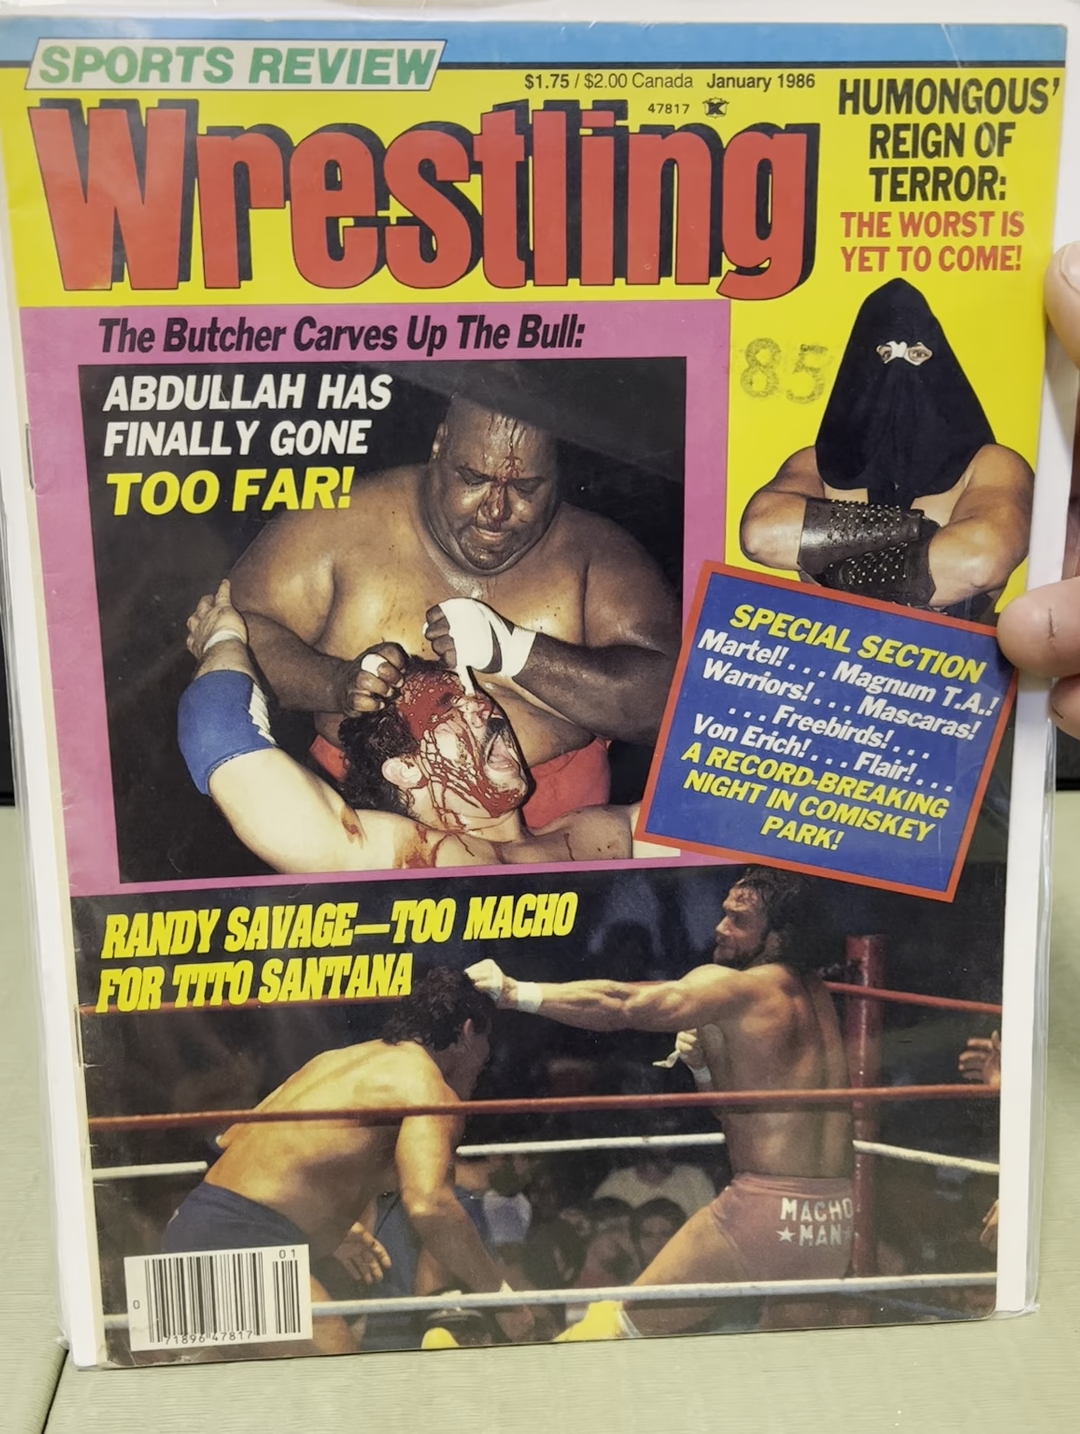 SPORTS REVIEW
$1.75 / $2.00 Canada January 1986
47817
Wrestling
HUMONGOUS'
REIGN OF
TERROR:
THE WORST IS
YET TO COME!
The Butcher Carves Up The Bull:
ABDULLAH HAS
FINALLY GONE
TOO FAR!
85
SPECIAL SECTION
Martel! . . . Magnum T.A.!
Warriors! . . . Mascaras!
. . . Freebirds! . . .
Von Erich! . . . Flair! . . .
A RECORD-BREAKING
NIGHT IN COMISKEY
PARK!
RANDY SAVAGE—TOO MACHO
FOR TITO SANTANA
MACHO
★MAN★
01
0
71896 47817